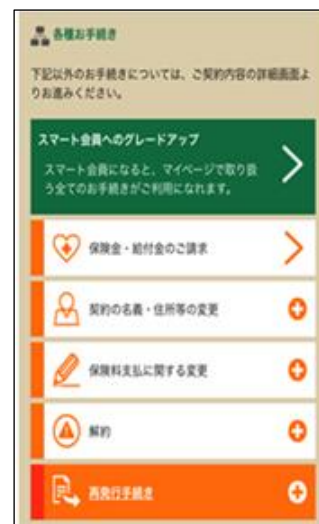 各種お手続き
下記以外のお手続きについては、ご契約内容の詳細画面よ
りお進みください。
スマート会員へのグレードアップ
スマート会員になると、マイページで取り扱
う全てのお手続きがご利用になれます。
保険金・給付金のご請求
契約の名義・住所等の変更
保険料支払に関する変更
解約
再発行手続き